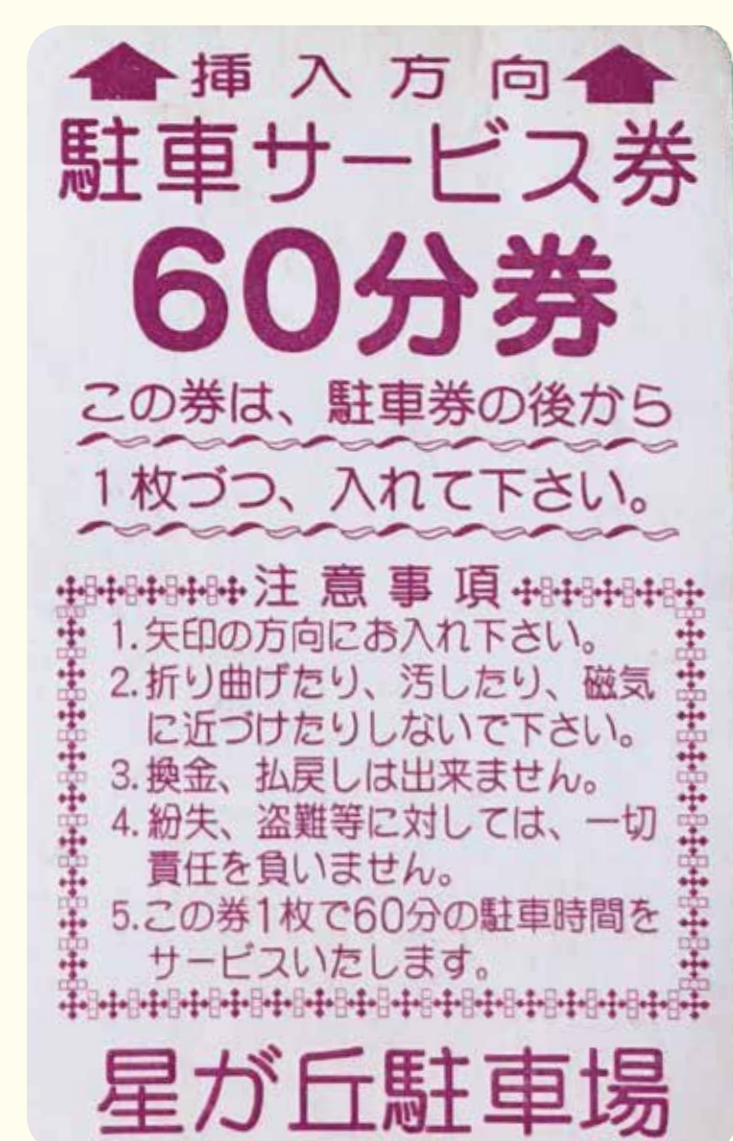 挿入方向
駐車サービス券
60分券
この券は、駐車券の後から
1枚づつ、入れて下さい。
注意事項
1.矢印の方向にお入れ下さい。
2.折り曲げたり、汚したり、磁気
に近づけたりしないで下さい。
3.換金、払戻しは出来ません。
4.紛失、盗難等に対しては、一切
責任を負いません。
5.この券1枚で60分の駐車時間を
サービスいたします。
星が丘駐車場